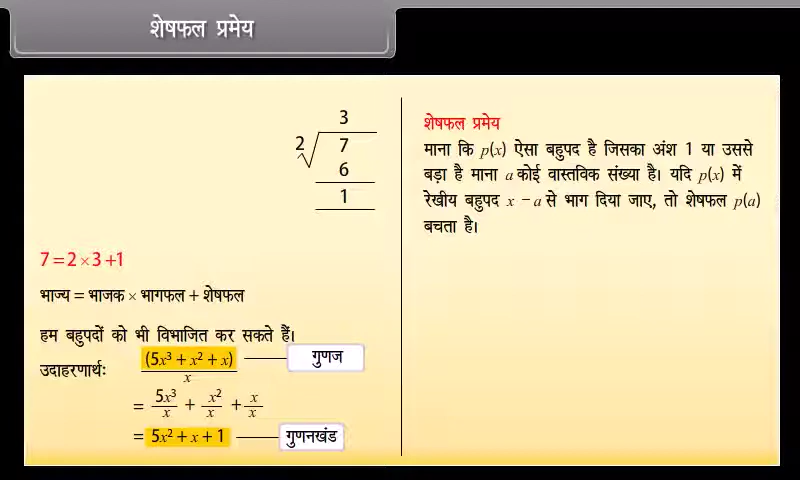 शेषफल प्रमेय
3
2 7
6
1
7 = 2 × 3 + 1
भाज्य = भाजक × भागफल + शेषफल
हम बहुपदों को भी विभाजित कर सकते हैं।
उदाहरणार्थः (5x³ + x² + x) / x गुणज
= 5x³/x + x²/x + x/x
= 5x² + x + 1 गुणनखंड
शेषफल प्रमेय
माना कि p(x) ऐसा बहुपद है जिसका अंश 1 या उससे
बड़ा है माना a कोई वास्तविक संख्या है। यदि p(x) में
रेखीय बहुपद x – a से भाग दिया जाए, तो शेषफल p(a)
बचता है।